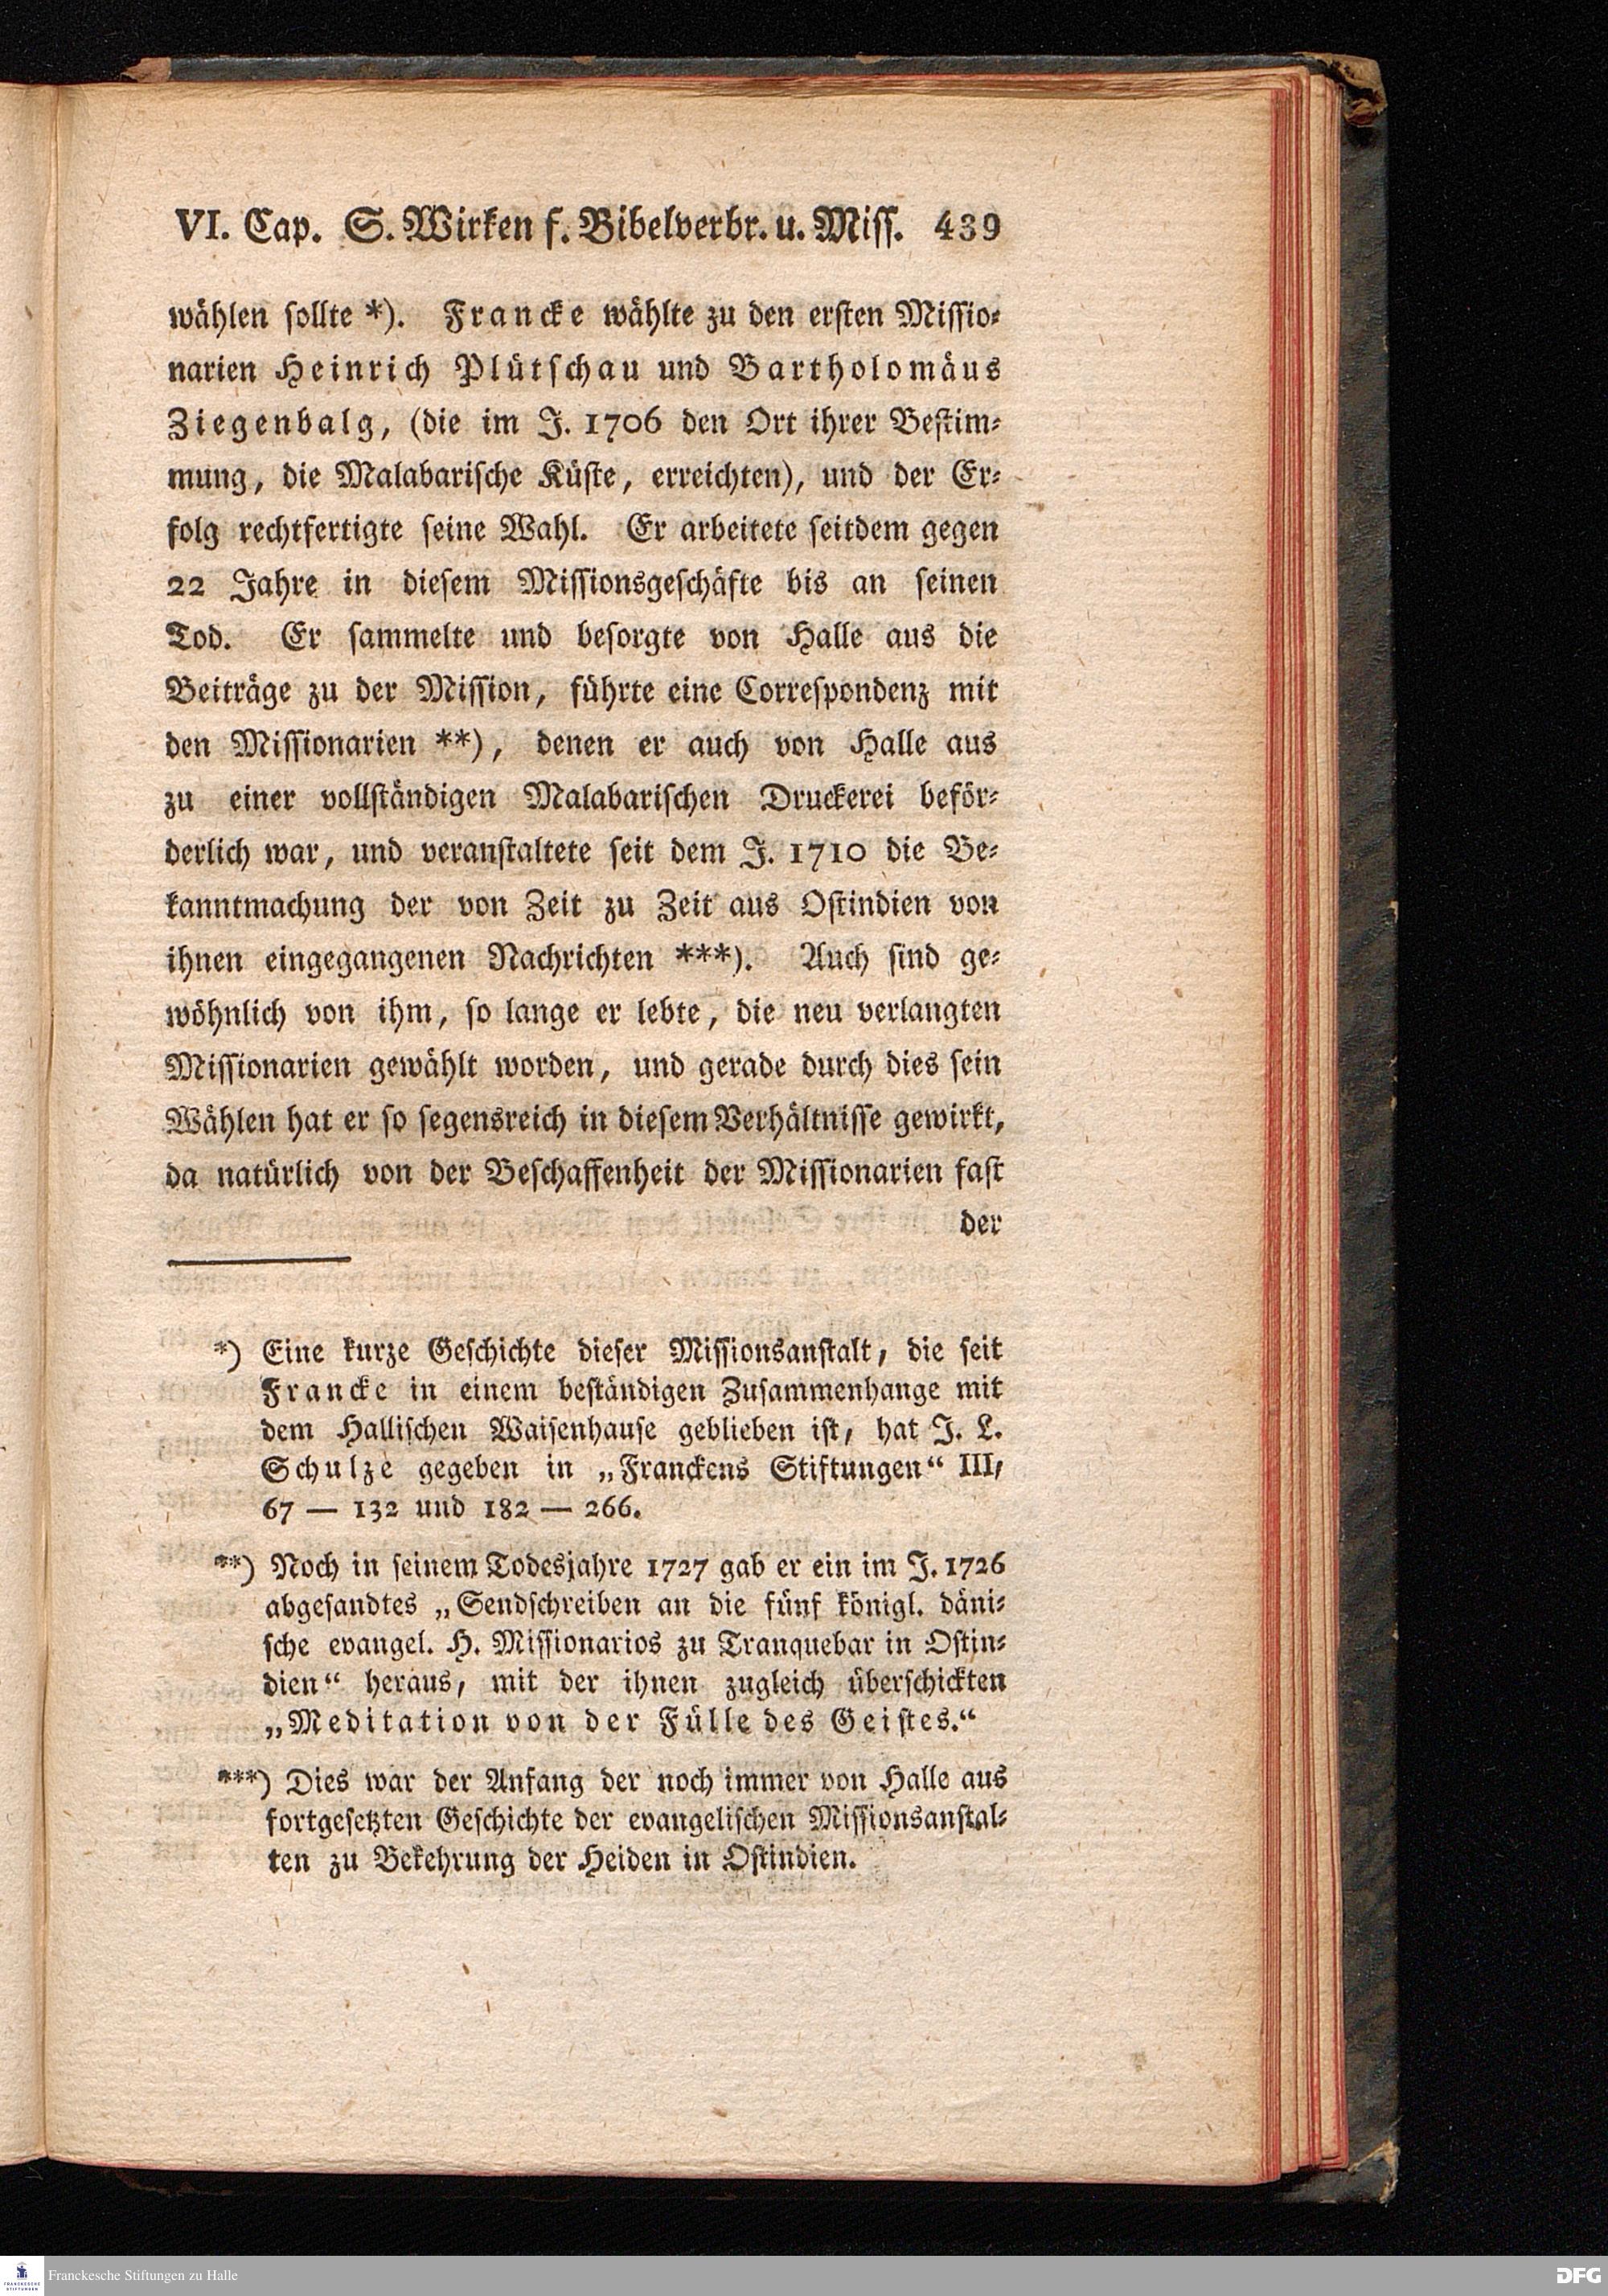 VI. Cap. S. Wirken f. Bibelverbr. u. Miss. 439
wählen sollte *). Francke wählte zu den ersten Missio-
narien Heinrich Plütschau und Bartholomäus
Ziegenbalg, (die im J. 1706 den Ort ihrer Bestim-
mung, die Malabarische Küste, erreichten), und der Er-
folg rechtfertigte seine Wahl. Er arbeitete seitdem gegen
22 Jahre in diesem Missionsgeschäfte bis an seinen
Tod. Er sammelte und besorgte von Halle aus die
Beiträge zu der Mission, führte eine Correspondenz mit
den Missionarien **), denen er auch von Halle aus
zu einer vollständigen Malabarischen Druckerei beför-
derlich war, und veranstaltete seit dem J. 1710 die Be-
kanntmachung der von Zeit zu Zeit aus Ostindien von
ihnen eingegangenen Nachrichten ***). Auch sind ge-
wöhnlich von ihm, so lange er lebte, die neu verlangten
Missionarien gewählt worden, und gerade durch dies sein
Wählen hat er so segensreich in diesem Verhältnisse gewirkt,
da natürlich von der Beschaffenheit der Missionarien fast
der
*) Eine kurze Geschichte dieser Missionsanstalt, die seit
Francke in einem beständigen Zusammenhange mit
dem Hallischen Waisenhause geblieben ist, hat J. L.
Schulze gegeben in „Franckens Stiftungen“ III,
67 — 132 und 182 — 266.
**) Noch in seinem Todesjahre 1727 gab er ein im J. 1726
abgesandtes „Sendschreiben an die fünf königl. däni-
sche evangel. H. Missionarios zu Tranquebar in Ostin-
dien“ heraus, mit der ihnen zugleich überschickten
„Meditation von der Fülle des Geistes.“
***) Dies war der Anfang der noch immer von Halle aus
fortgesetzten Geschichte der evangelischen Missionsanstal-
ten zu Bekehrung der Heiden in Ostindien.
FRANCKESCHE
STIFTUNGEN
Franckesche Stiftungen zu Halle
DFG